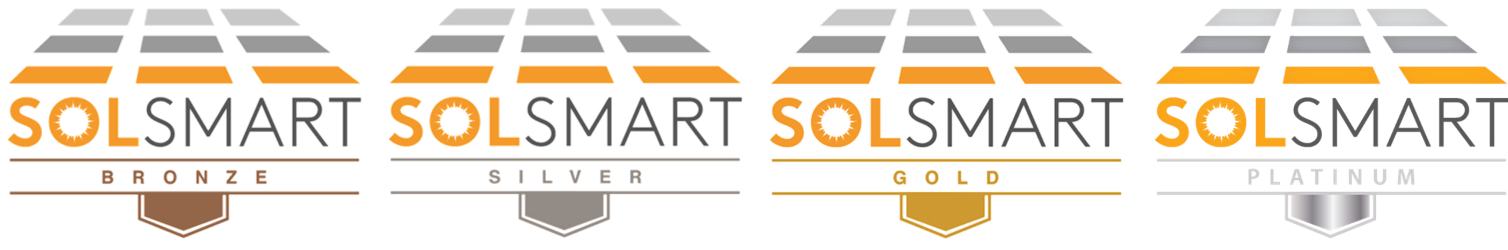 SOLSMART
BRONZE
SOLSMART
SILVER
SOLSMART
GOLD
SOLSMART
PLATINUM